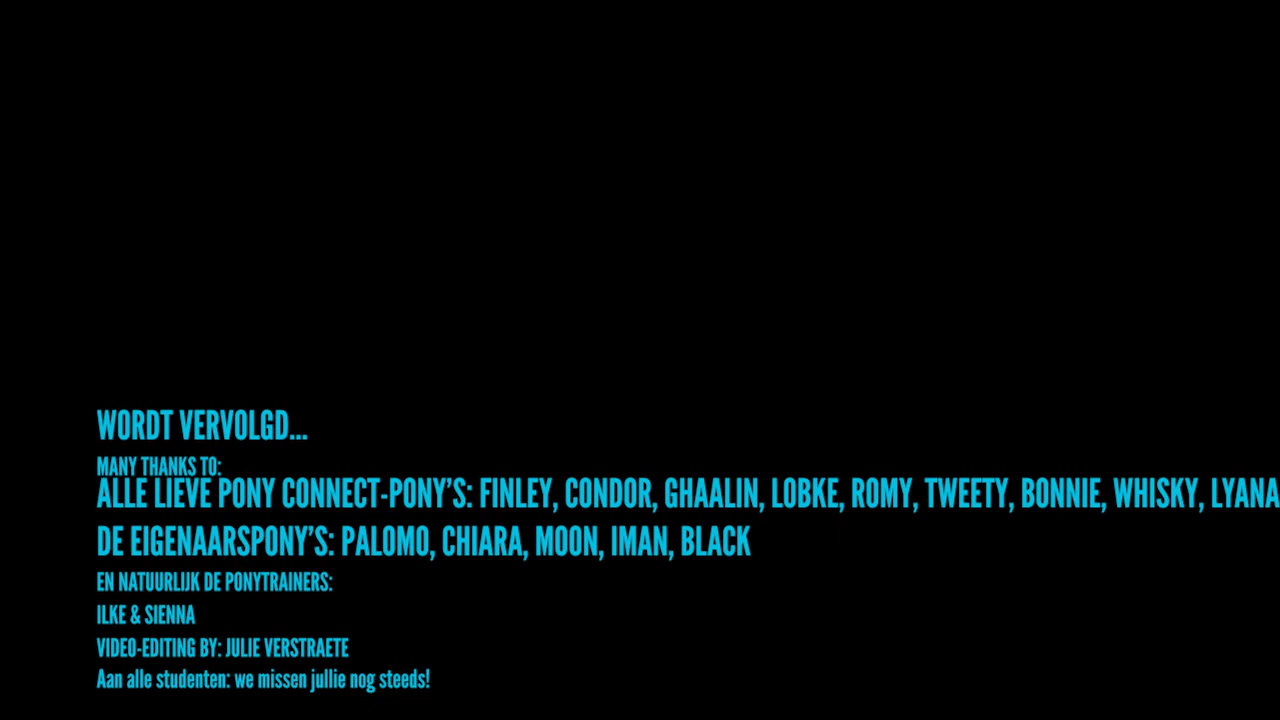 WORDT VERVOLGD...
MANY THANKS TO:
ALLE LIEVE PONY CONNECT-PONY'S: FINLEY, CONDOR, GHAALIN, LOBKE, ROMY, TWEETY, BONNIE, WHISKY, LYANA
DE EIGENAARSPONY'S: PALOMO, CHIARA, MOON, IMAN, BLACK
EN NATUURLIJK DE PONYTRAINERS:
ILKE & SIENNA
VIDEO-EDITING BY: JULIE VERSTRAETE
Aan alle studenten: we missen jullie nog steeds!